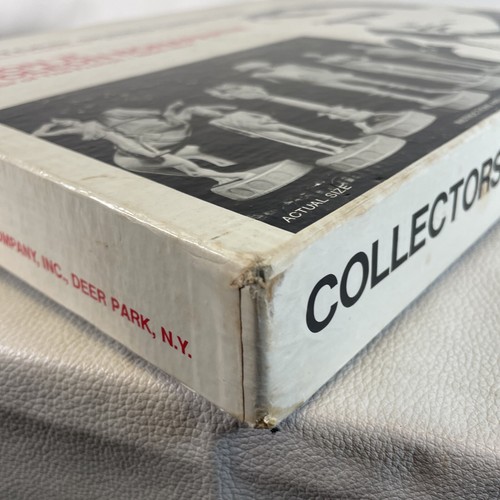 ACTUAL SIZE
COLLECTORS
OMPANY, INC., DEER PARK, N.Y.